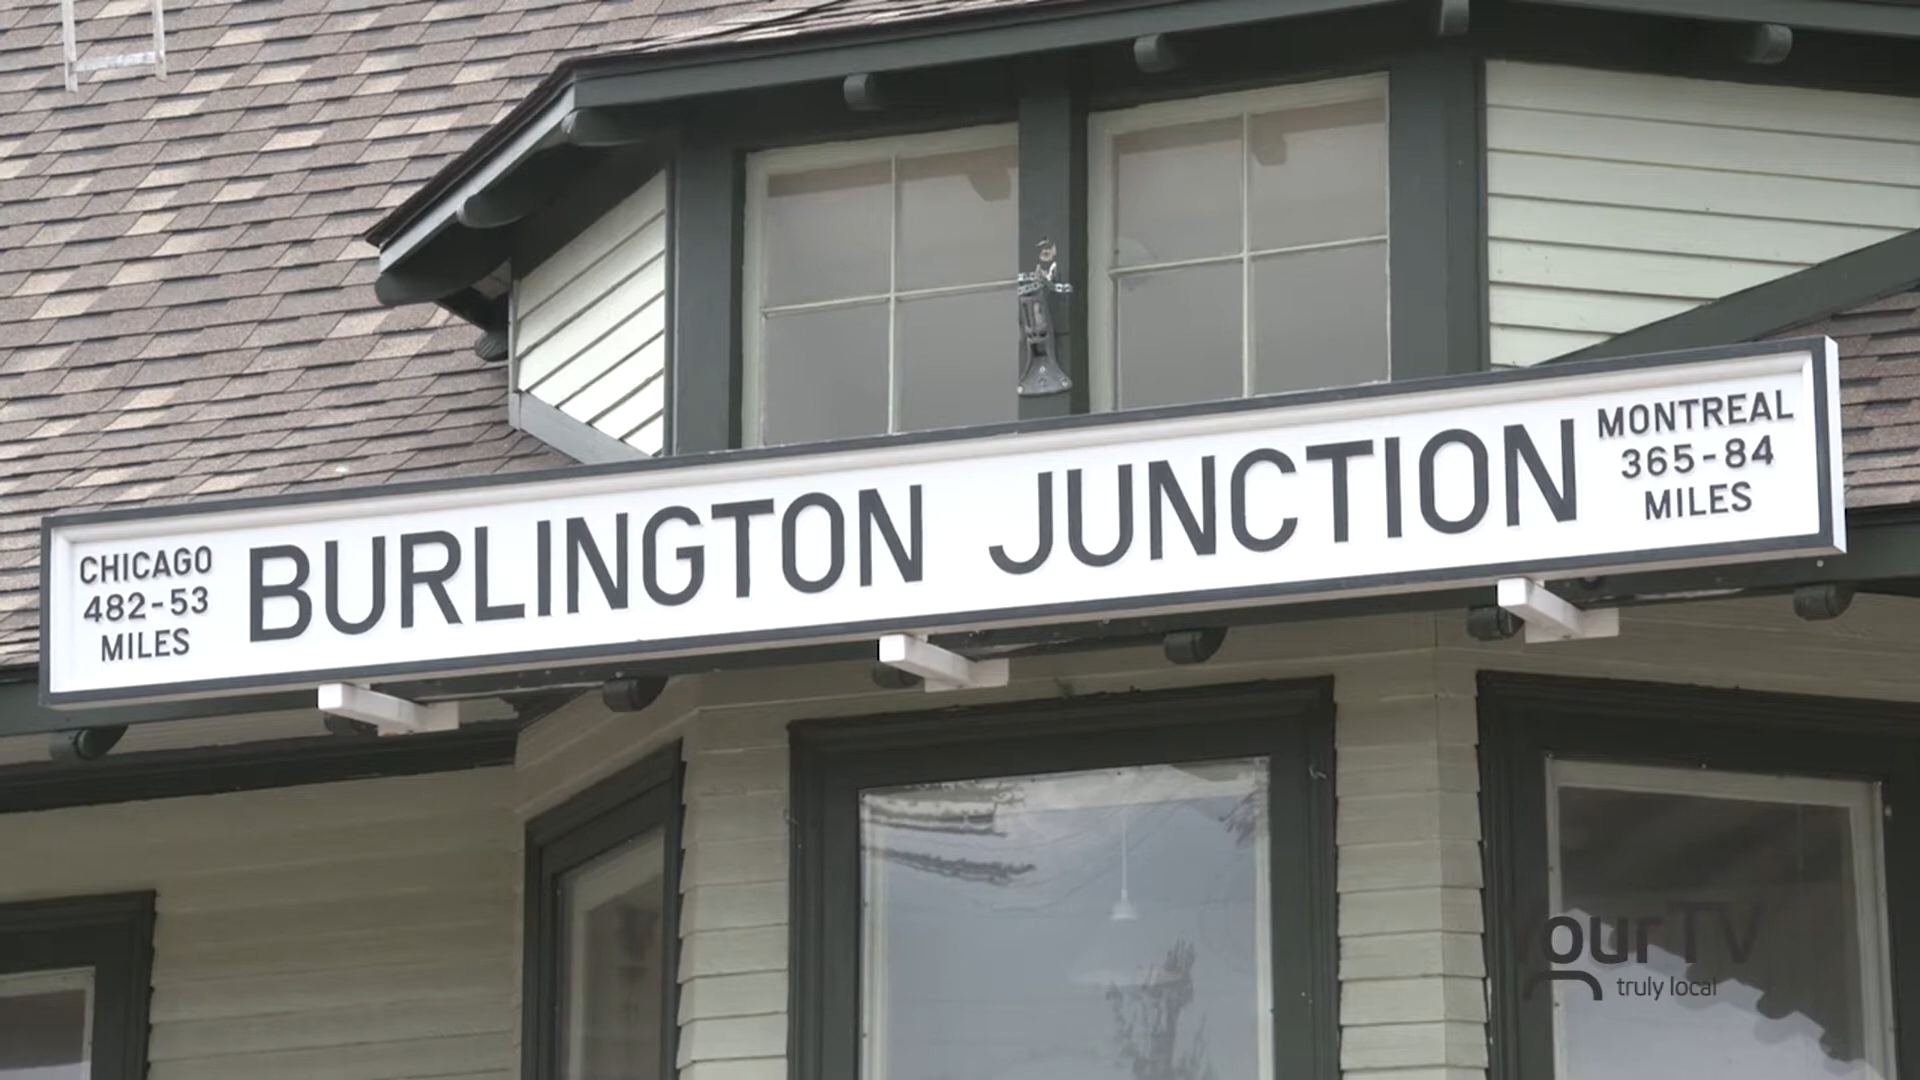 CHICAGO
482-53
MILES
BURLINGTON JUNCTION
MONTREAL
365-84
MILES
YourTV
truly local